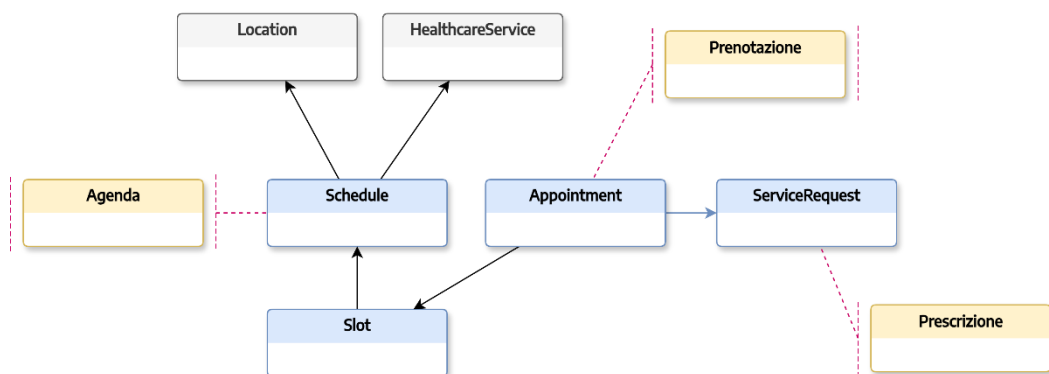 Location
HealthcareService
Prenotazione
Agenda
Schedule
Appointment
ServiceRequest
Slot
Prescrizione